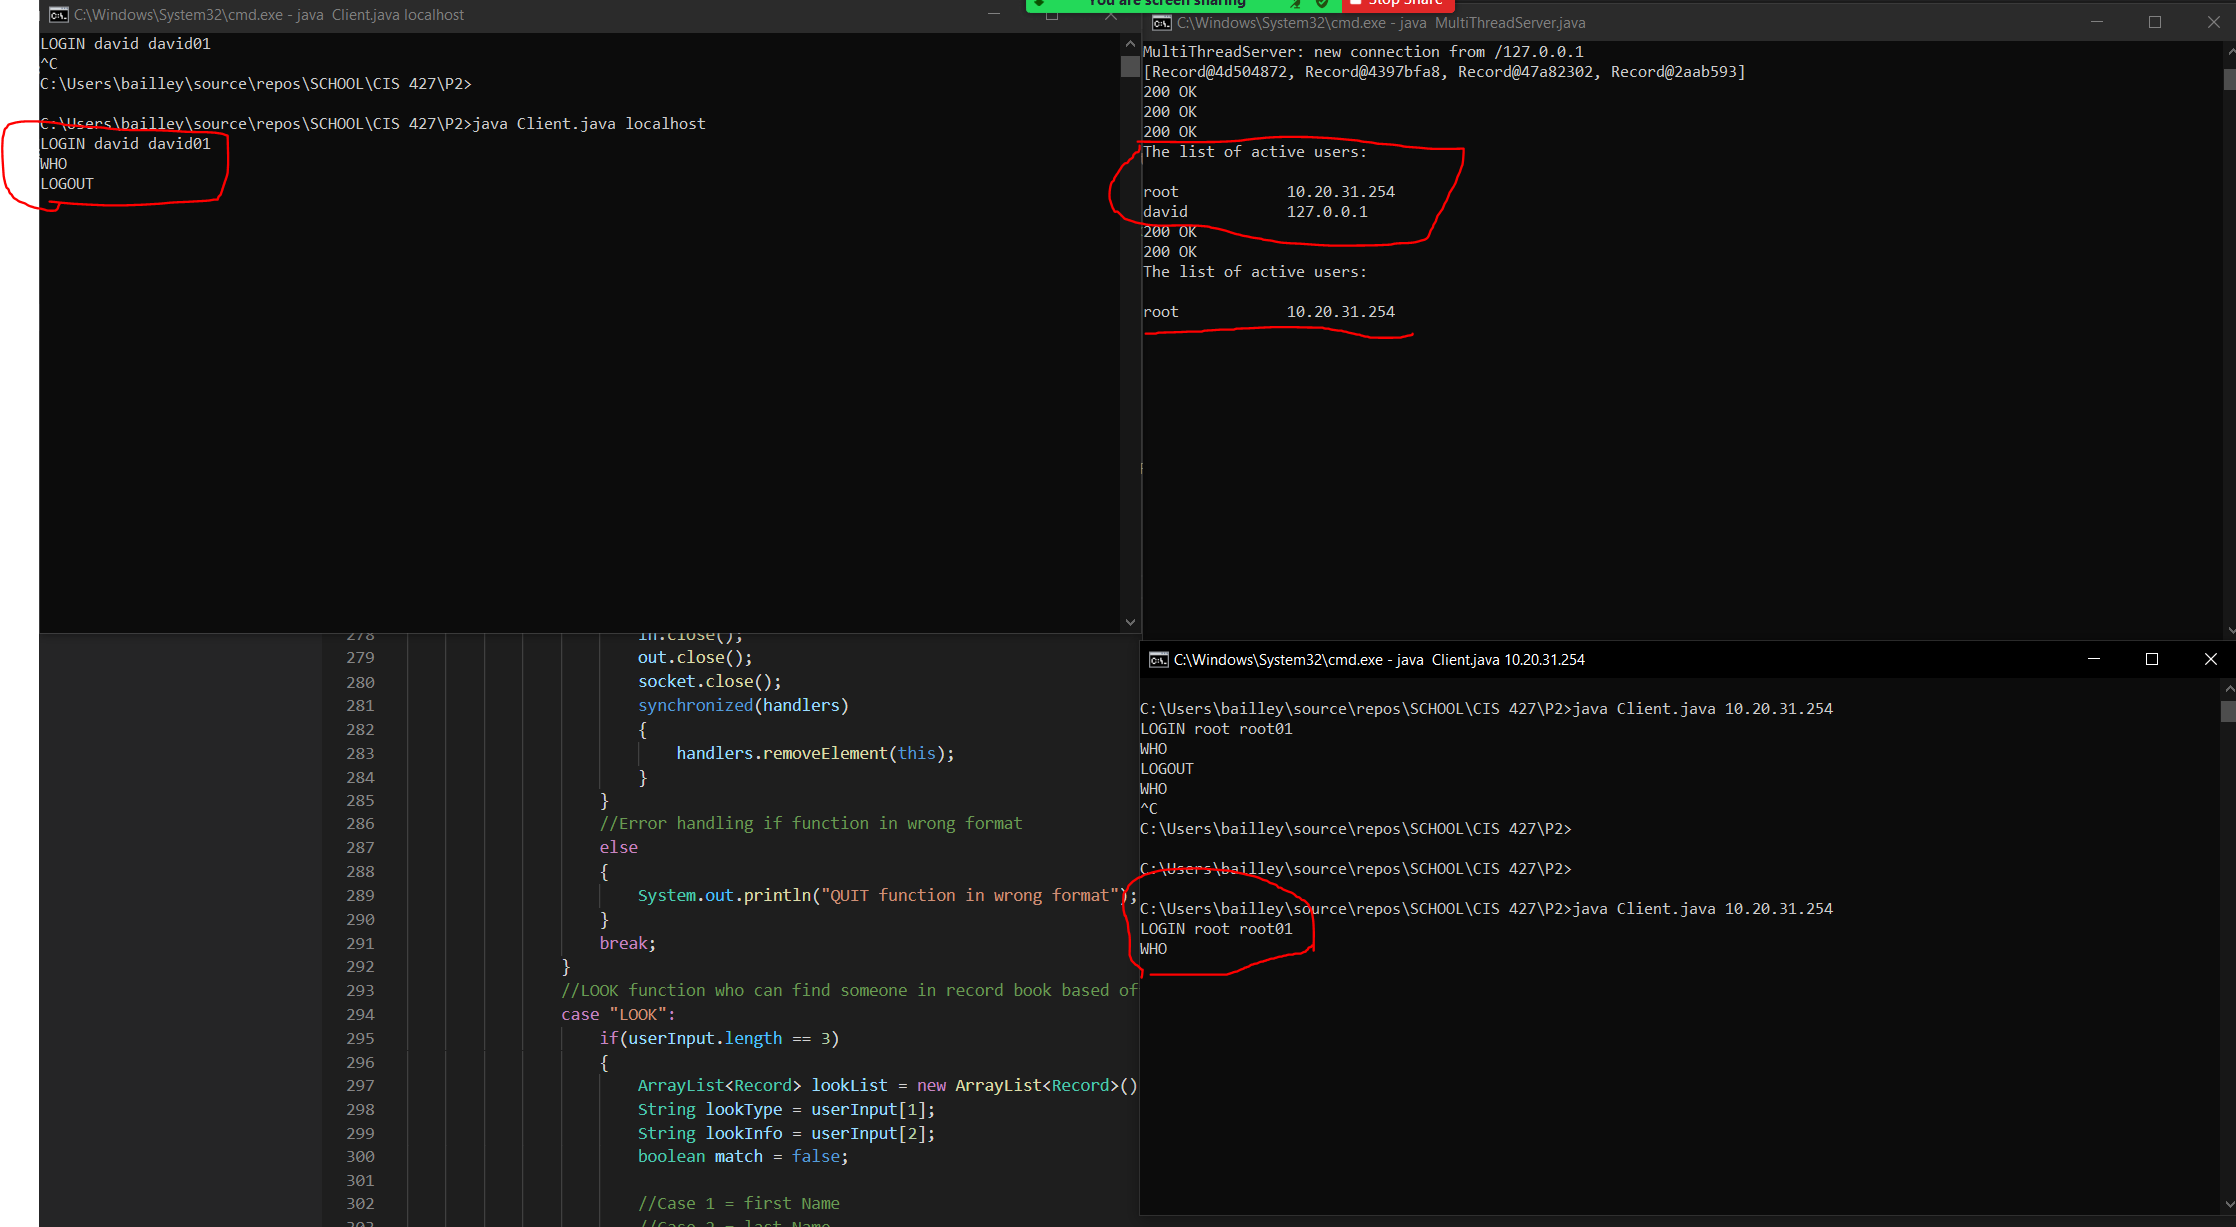 C:\Windows\System32\cmd.exe - java  Client.java localhost
LOGIN david david01
^C
C:\Users\bailley\source\repos\SCHOOL\CIS 427\P2>
C:\Users\bailley\source\repos\SCHOOL\CIS 427\P2>java Client.java localhost
LOGIN david david01
WHO
LOGOUT
You are screen sharing
Stop Share
C:\Windows\System32\cmd.exe - java  MultiThreadServer.java
MultiThreadServer: new connection from /127.0.0.1
[Record@4d504872, Record@4397bfa8, Record@47a82302, Record@2aab593]
200 OK
200 OK
200 OK
The list of active users:
root 10.20.31.254
david 127.0.0.1
200 OK
200 OK
The list of active users:
root 10.20.31.254
278 in.close();
279 out.close();
280 socket.close();
281 synchronized(handlers)
282 {
283 handlers.removeElement(this);
284 }
285 }
286 //Error handling if function in wrong format
287 else
288 {
289 System.out.println("QUIT function in wrong format");
290 }
291 break;
292 }
293 //LOOK function who can find someone in record book based of
294 case "LOOK":
295 if(userInput.length == 3)
296 {
297 ArrayList<Record> lookList = new ArrayList<Record>()
298 String lookType = userInput[1];
299 String lookInfo = userInput[2];
300 boolean match = false;
301
302 //Case 1 = first Name
303 //Case 2 = last Name
C:\Windows\System32\cmd.exe - java  Client.java 10.20.31.254
C:\Users\bailley\source\repos\SCHOOL\CIS 427\P2>java Client.java 10.20.31.254
LOGIN root root01
WHO
LOGOUT
WHO
^C
C:\Users\bailley\source\repos\SCHOOL\CIS 427\P2>
C:\Users\bailley\source\repos\SCHOOL\CIS 427\P2>
C:\Users\bailley\source\repos\SCHOOL\CIS 427\P2>java Client.java 10.20.31.254
LOGIN root root01
WHO